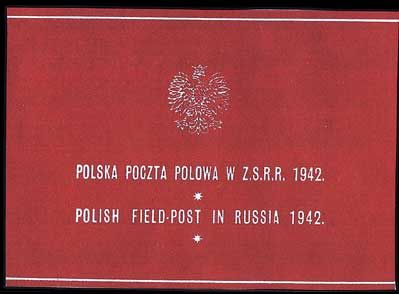 POLSKA POCZTA POLOWA W Z.S.R.R. 1942.
POLISH FIELD-POST IN RUSSIA 1942.